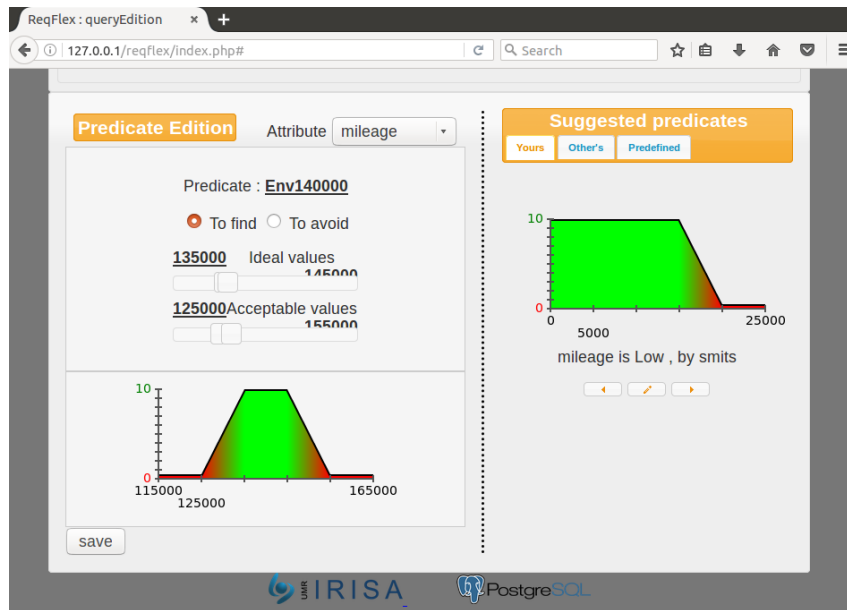 ReqFlex : queryEdition × +
127.0.0.1/reqflex/index.php# Search
Predicate Edition Attribute mileage
Predicate : Env140000
To find To avoid
135000 Ideal values
145000
125000Acceptable values
155000
10
0
115000 165000
125000
save
Suggested predicates
Yours Other's Predefined
10
0
0 25000
5000
mileage is Low , by smits
UMR IRISA PostgreSQL